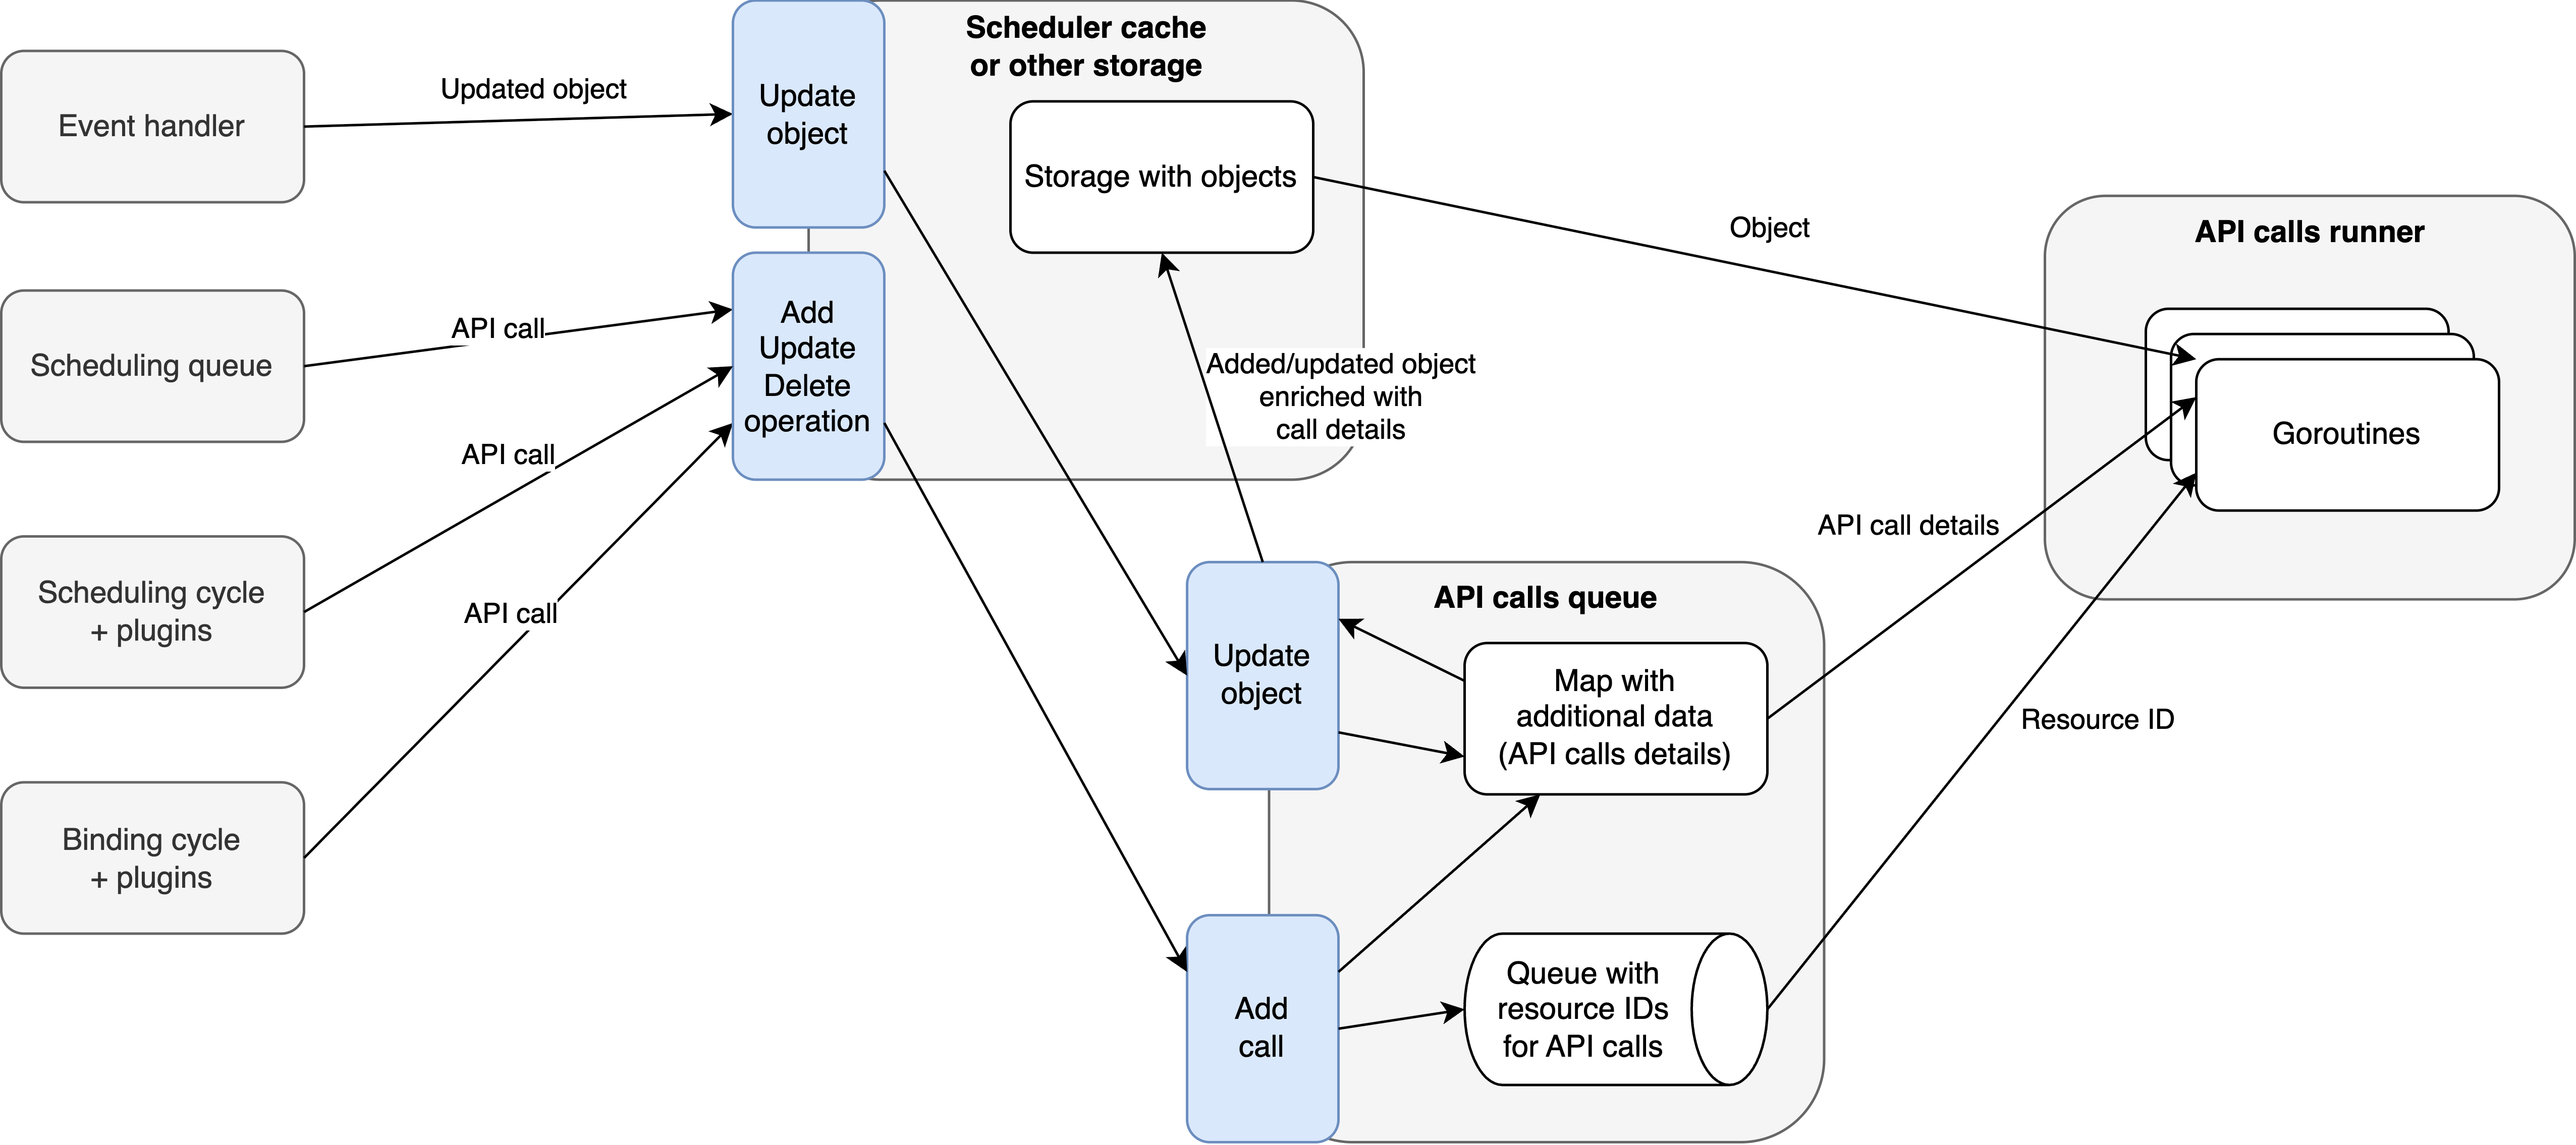 Scheduler cache
or other storage
Updated object
Event handler
Update
object
Storage with objects
Object
API calls runner
Add
Update
Delete
operation
API call
Scheduling queue
Added/updated object
enriched with
call details
Goroutines
API call
API call details
Scheduling cycle
+ plugins
API call
API calls queue
Update
object
Map with
additional data
(API calls details)
Resource ID
Binding cycle
+ plugins
Add
call
Queue with
resource IDs
for API calls